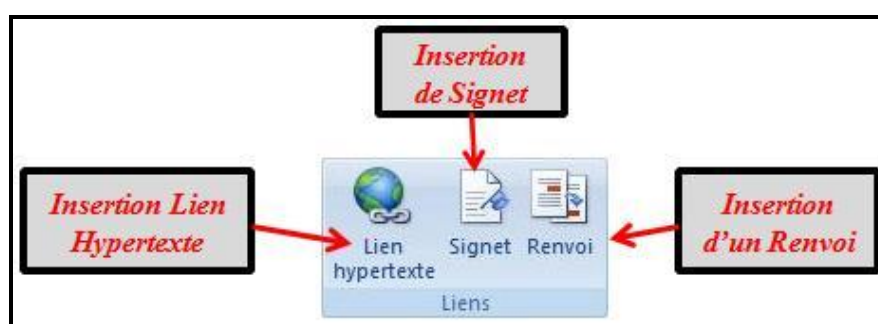 Insertion
de Signet
Insertion Lien
Hypertexte
Insertion
d'un Renvoi
Lien
hypertexte
Signet
Renvoi
Liens